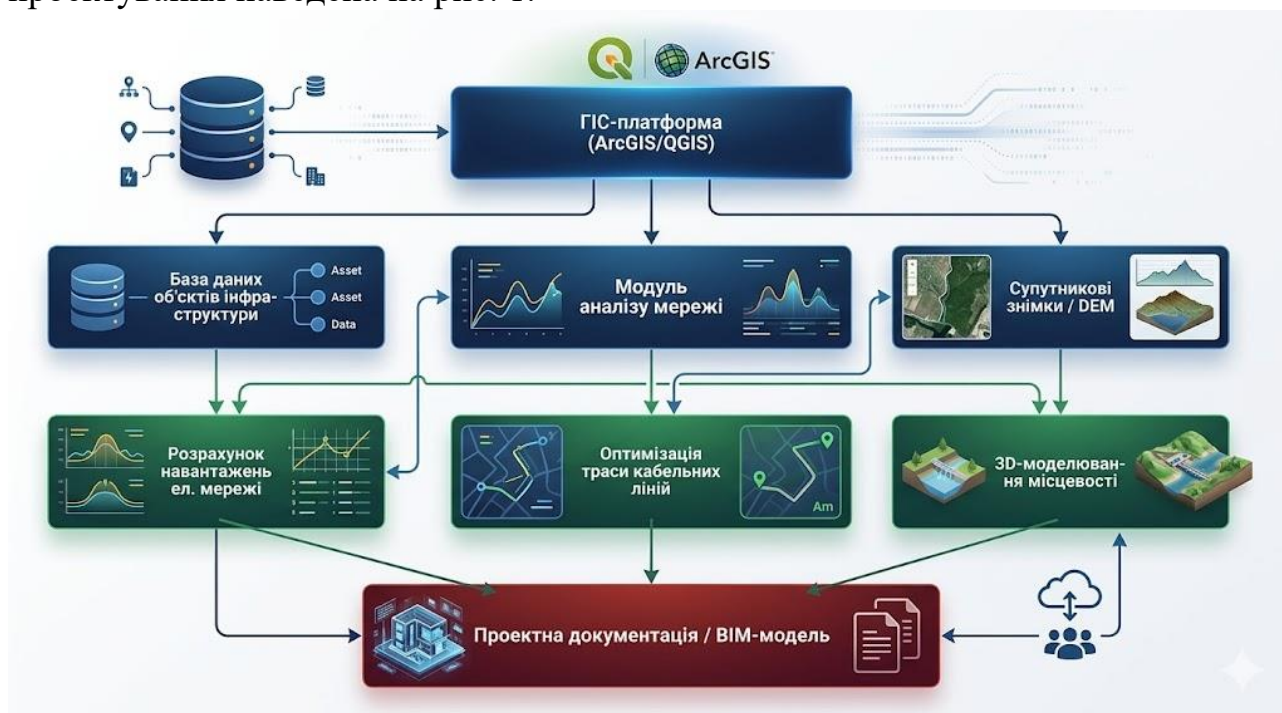 проектування наведена на рис. 1.
ArcGIS
ГІС-платформа
(ArcGIS/QGIS)
База даних
об'єктів інфра-
структури
Asset
Asset
Data
Модуль
аналізу мережі
Супутникові
знімки / DEM
Розрахунок
навантажень
ел. мережі
Оптимізація
траси кабельних
ліній
Am
3D-моделюван-
ня місцевості
Проектна документація / BIM-модель